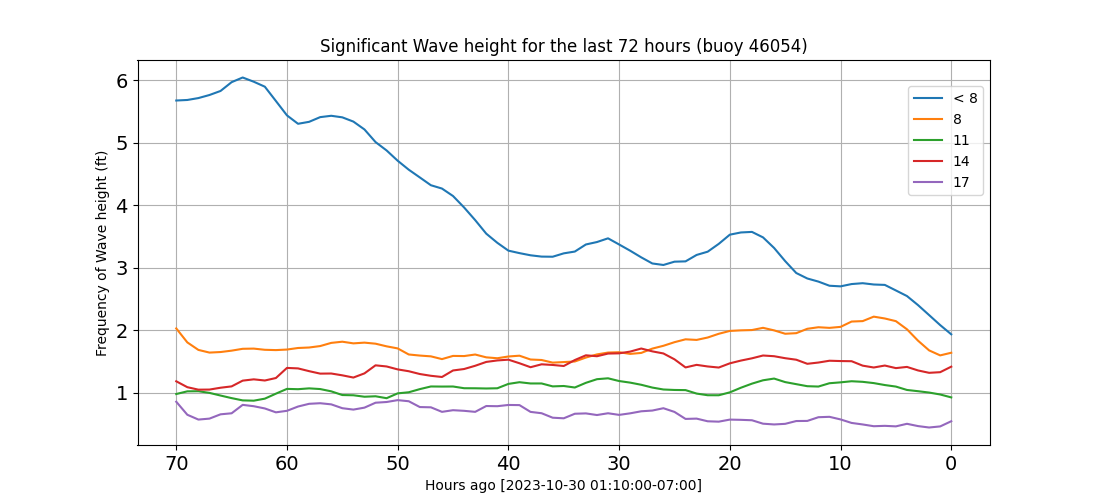 Significant Wave height for the last 72 hours (buoy 46054)
Frequency of Wave height (ft)
6
5
4
3
2
1
< 8
8
11
14
17
70 60 50 40 30 20 10 0
Hours ago [2023-10-30 01:10:00-07:00]